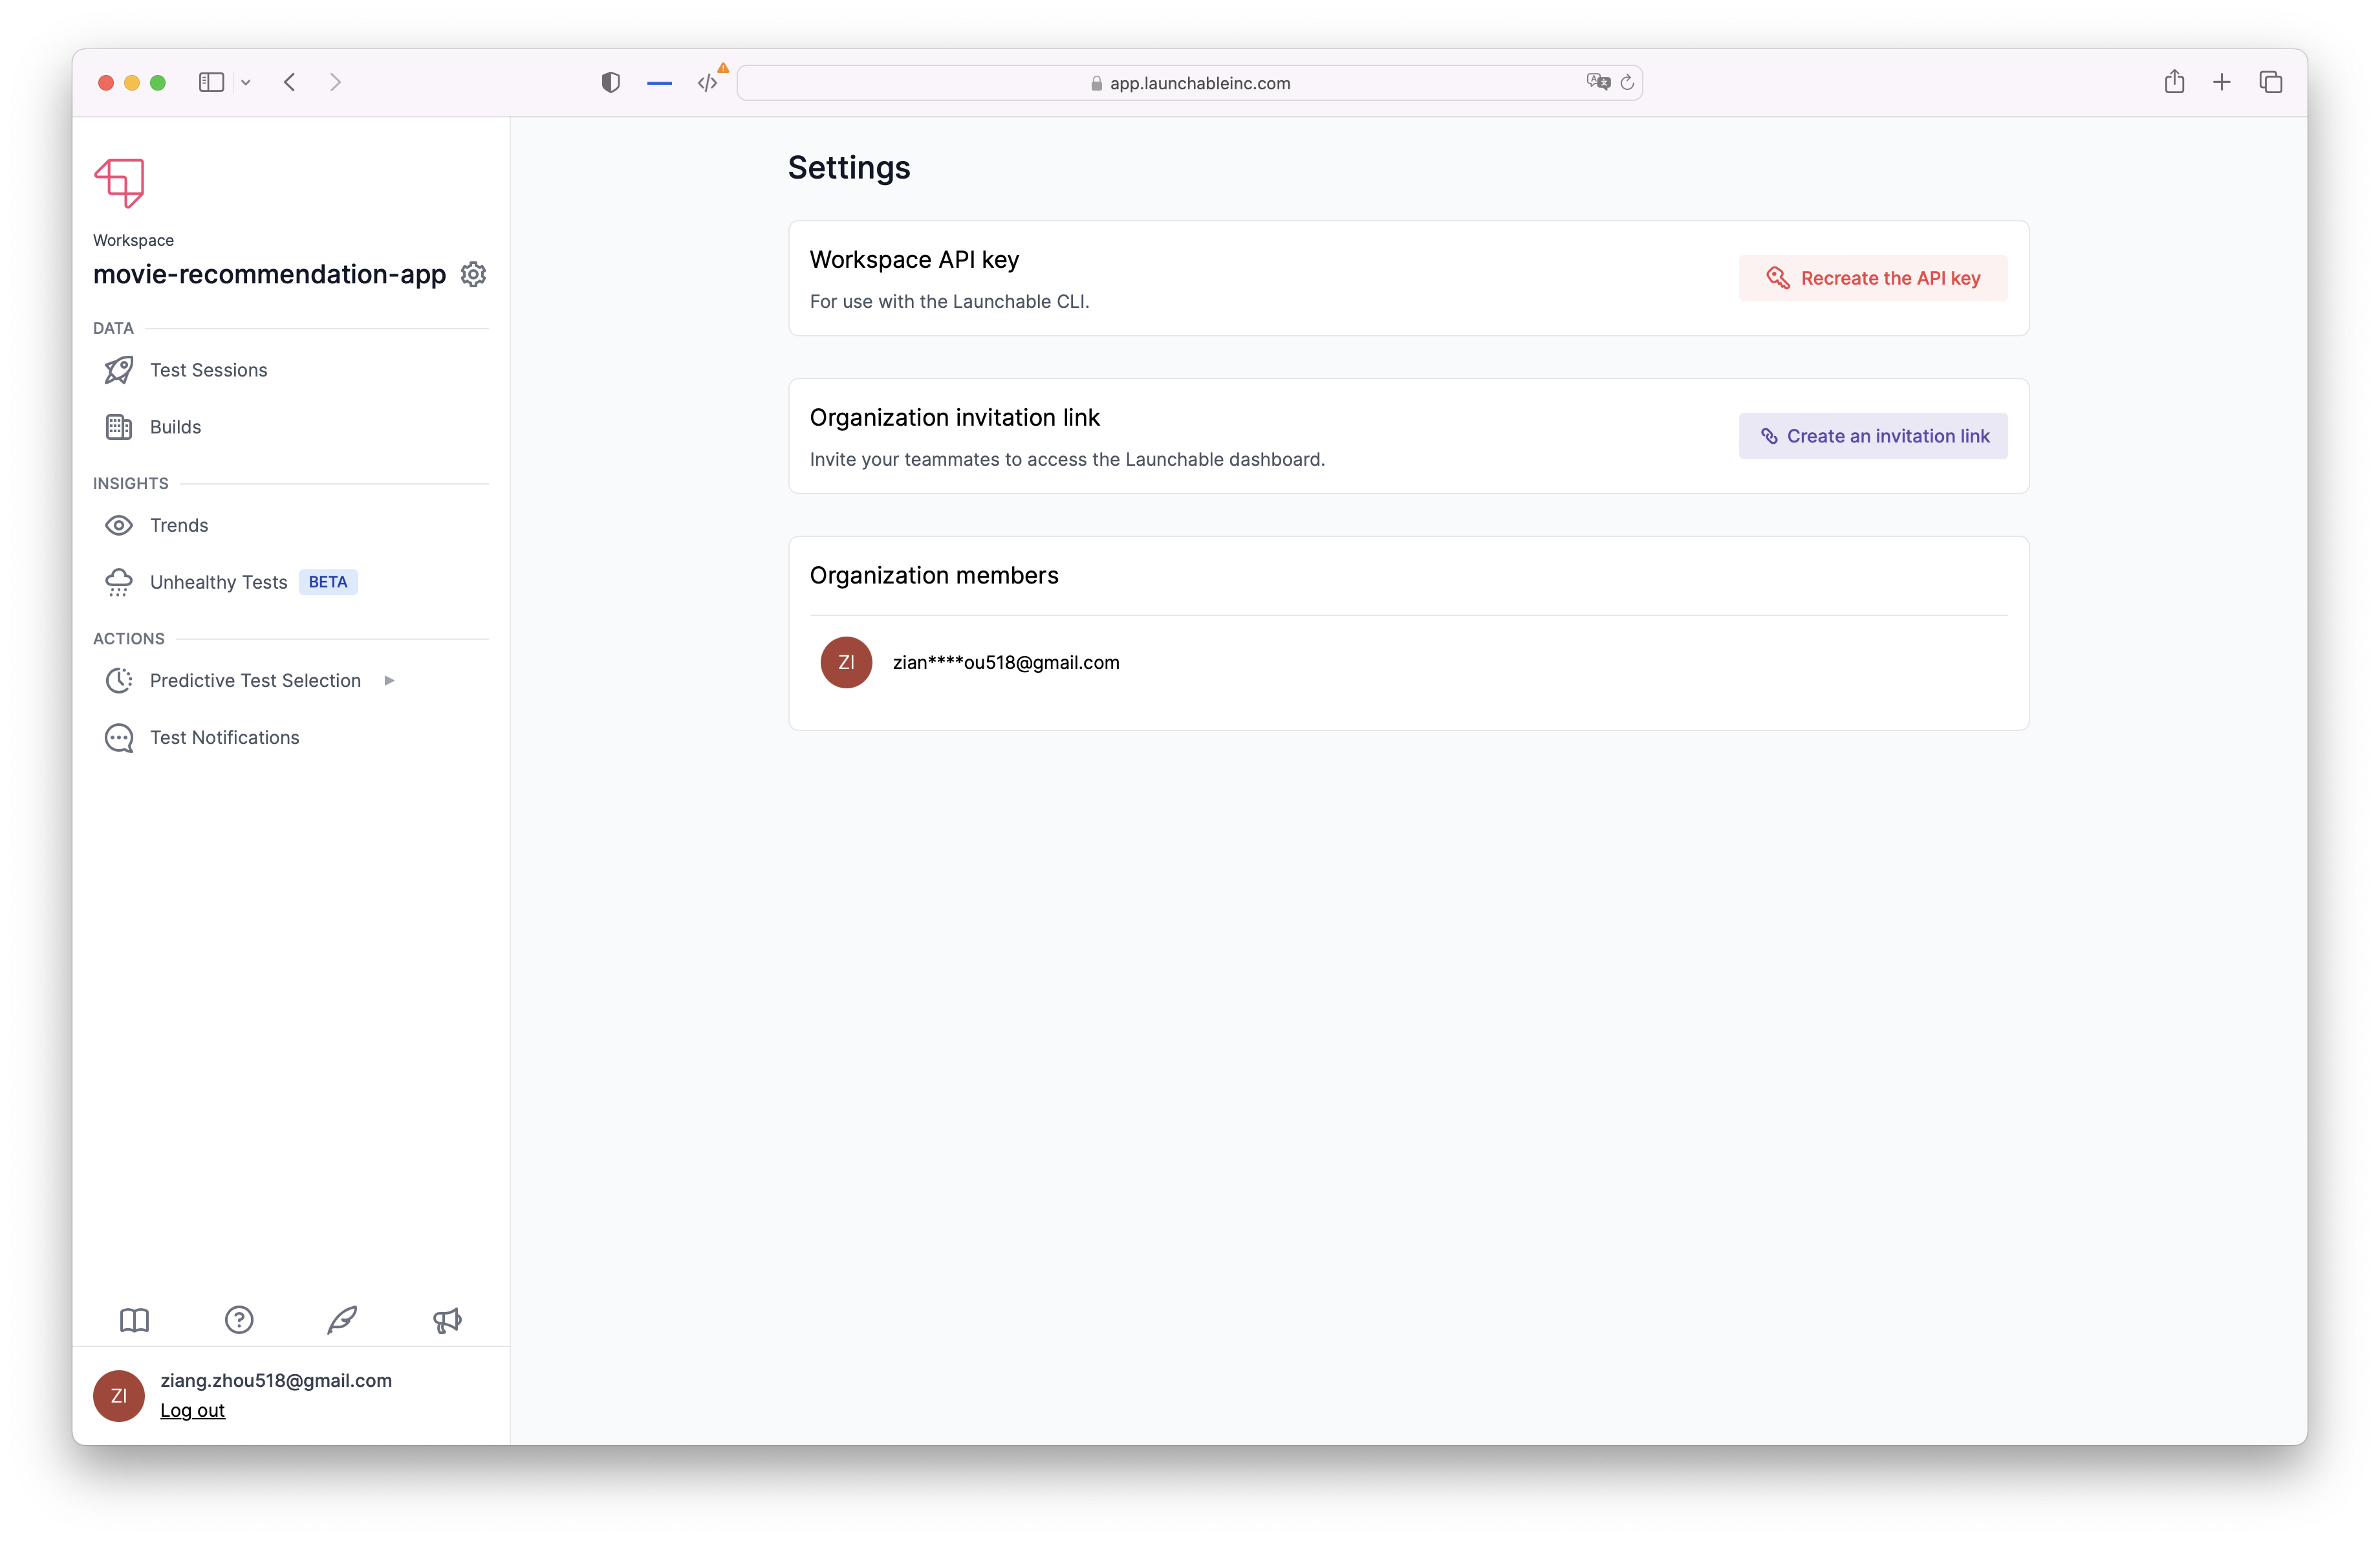 app.launchableinc.com
Workspace
movie-recommendation-app
DATA
Test Sessions
Builds
INSIGHTS
Trends
Unhealthy Tests BETA
ACTIONS
Predictive Test Selection
Test Notifications
ZI
ziang.zhou518@gmail.com
Log out
Settings
Workspace API key
For use with the Launchable CLI.
Recreate the API key
Organization invitation link
Invite your teammates to access the Launchable dashboard.
Create an invitation link
Organization members
ZI zian****ou518@gmail.com